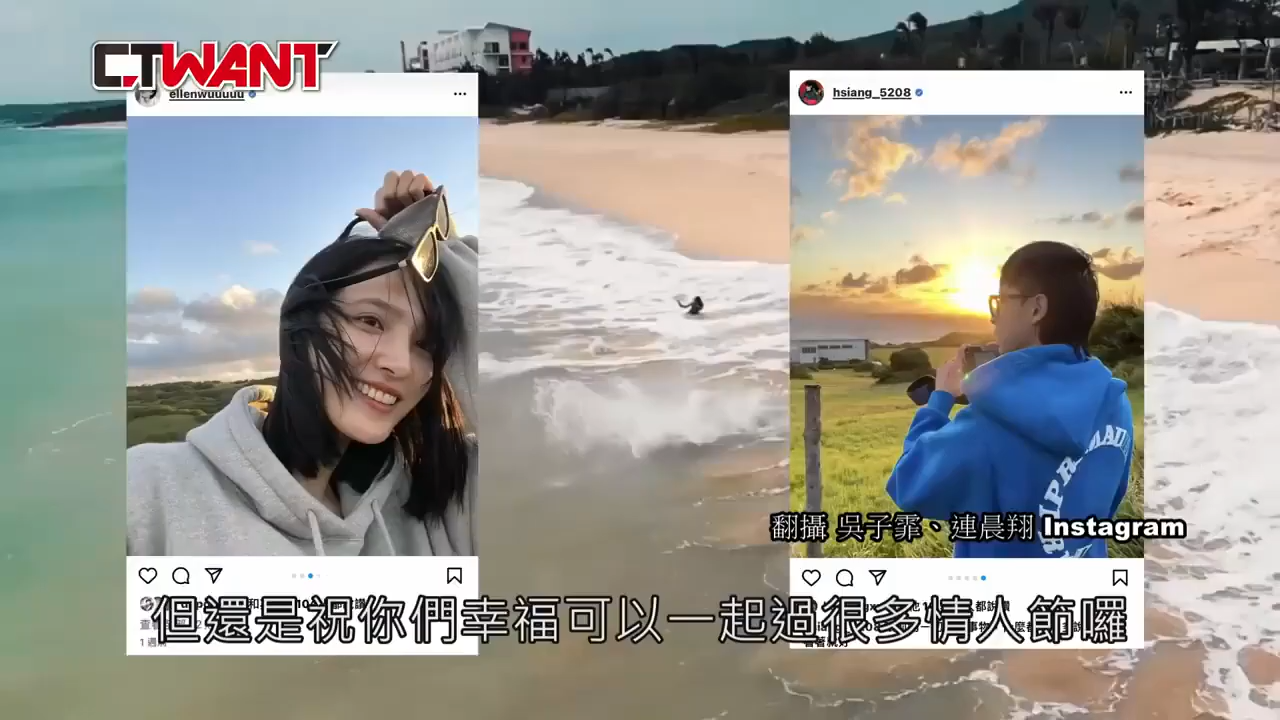 CTWANT
ellenwuuuuu
hsiang_5208
翻攝 吳子霏、連晨翔 Instagram
但還是祝你們幸福可以一起過很多情人節囉